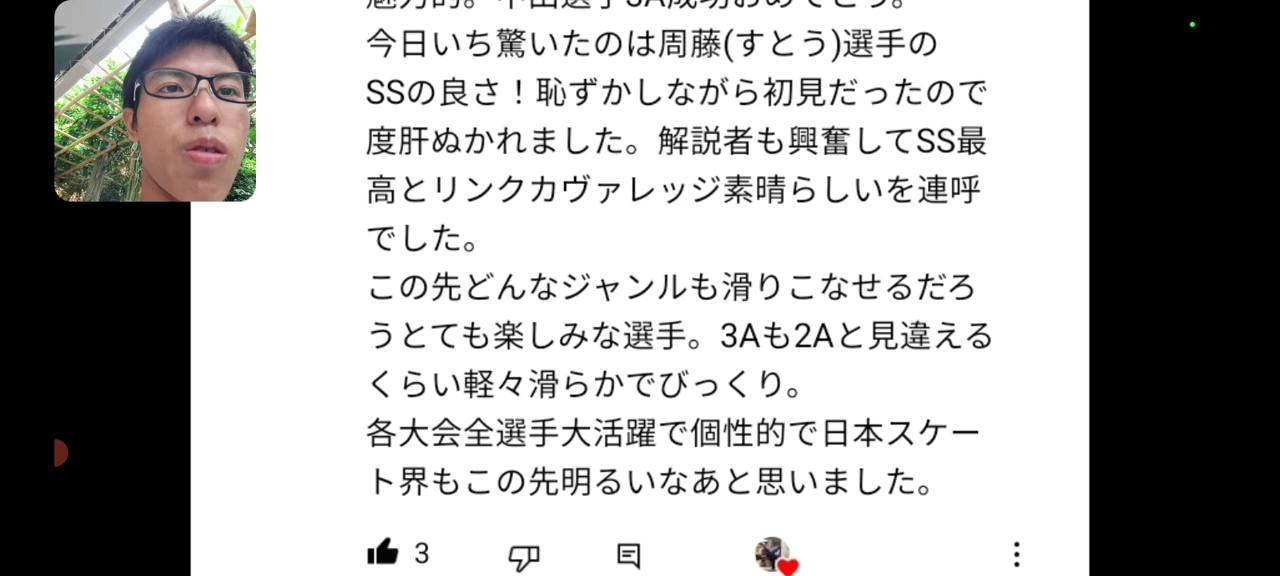 今日いち驚いたのは周藤(すとう)選手の
SSの良さ！恥ずかしながら初見だったので
度肝ぬかれました。解説者も興奮してSS最
高とリンクカヴァレッジ素晴らしいを連呼
でした。
この先どんなジャンルも滑りこなせるだろ
うとても楽しみな選手。3Aも2Aと見違える
くらい軽々滑らかでびっくり。
各大会全選手大活躍で個性的で日本スケー
ト界もこの先明るいなあと思いました。
3